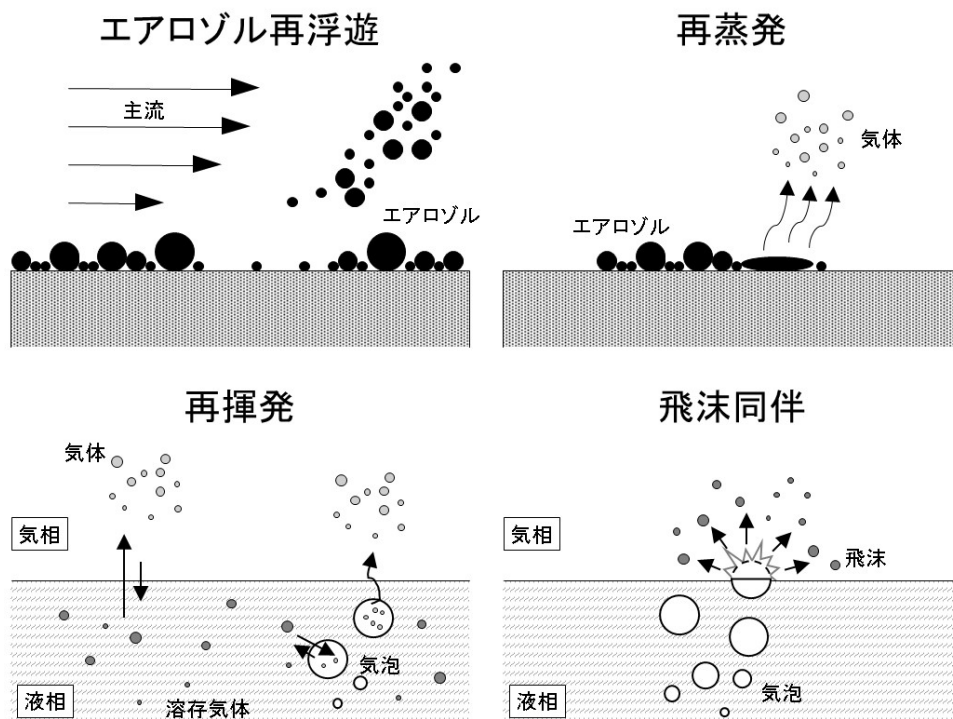 エアロゾル再浮遊
主流
エアロゾル
再蒸発
気体
エアロゾル
再揮発
気体
気相
気泡
液相
溶存気体
飛沫同伴
気相
飛沫
気泡
液相